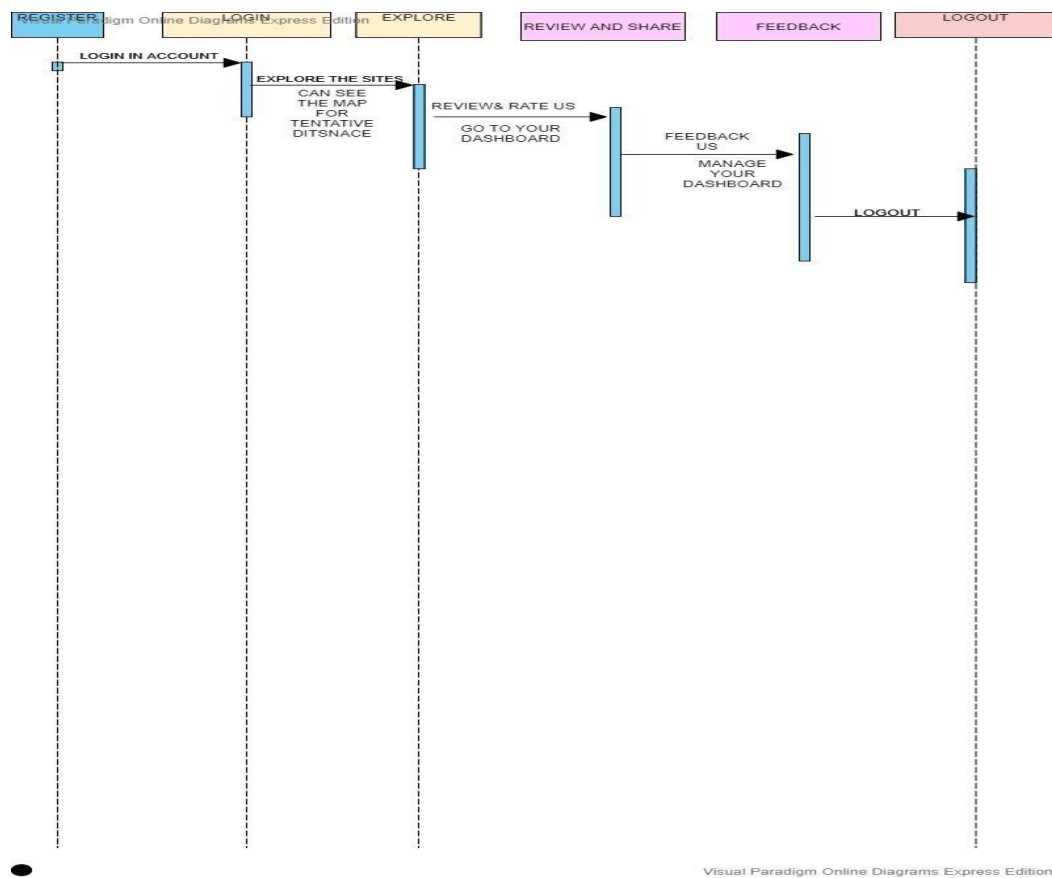 Visual Paradigm Online Diagrams Express Edition
REGISTER
LOGIN
EXPLORE
REVIEW AND SHARE
FEEDBACK
LOGOUT
LOGIN IN ACCOUNT
EXPLORE THE SITES
CAN SEE
THE MAP
FOR
TENTATIVE
DITSNACE
REVIEW& RATE US
GO TO YOUR
DASHBOARD
FEEDBACK
US
MANAGE
YOUR
DASHBOARD
LOGOUT
Visual Paradigm Online Diagrams Express Edition